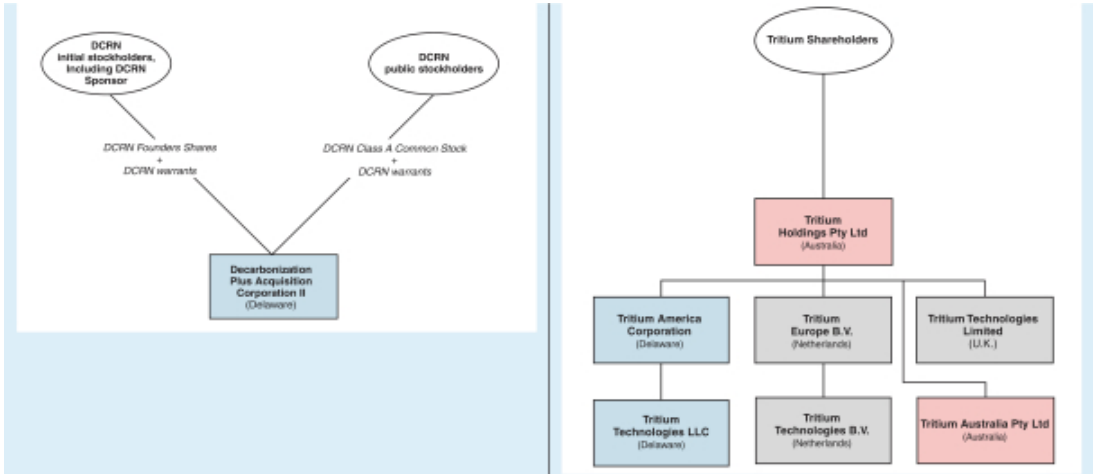 DCRN
initial stockholders,
including DCRN
Sponsor
DCRN
public stockholders
DCRN Founders Shares
+
DCRN warrants
DCRN Class A Common Stock
+
DCRN warrants
Decarbonization
Plus Acquisition
Corporation II
(Delaware)
Tritium Shareholders
Tritium
Holdings Pty Ltd
(Australia)
Tritium America
Corporation
(Delaware)
Tritium
Europe B.V.
(Netherlands)
Tritium Technologies
Limited
(U.K.)
Tritium
Technologies LLC
(Delaware)
Tritium
Technologies B.V.
(Netherlands)
Tritium Australia Pty Ltd
(Australia)